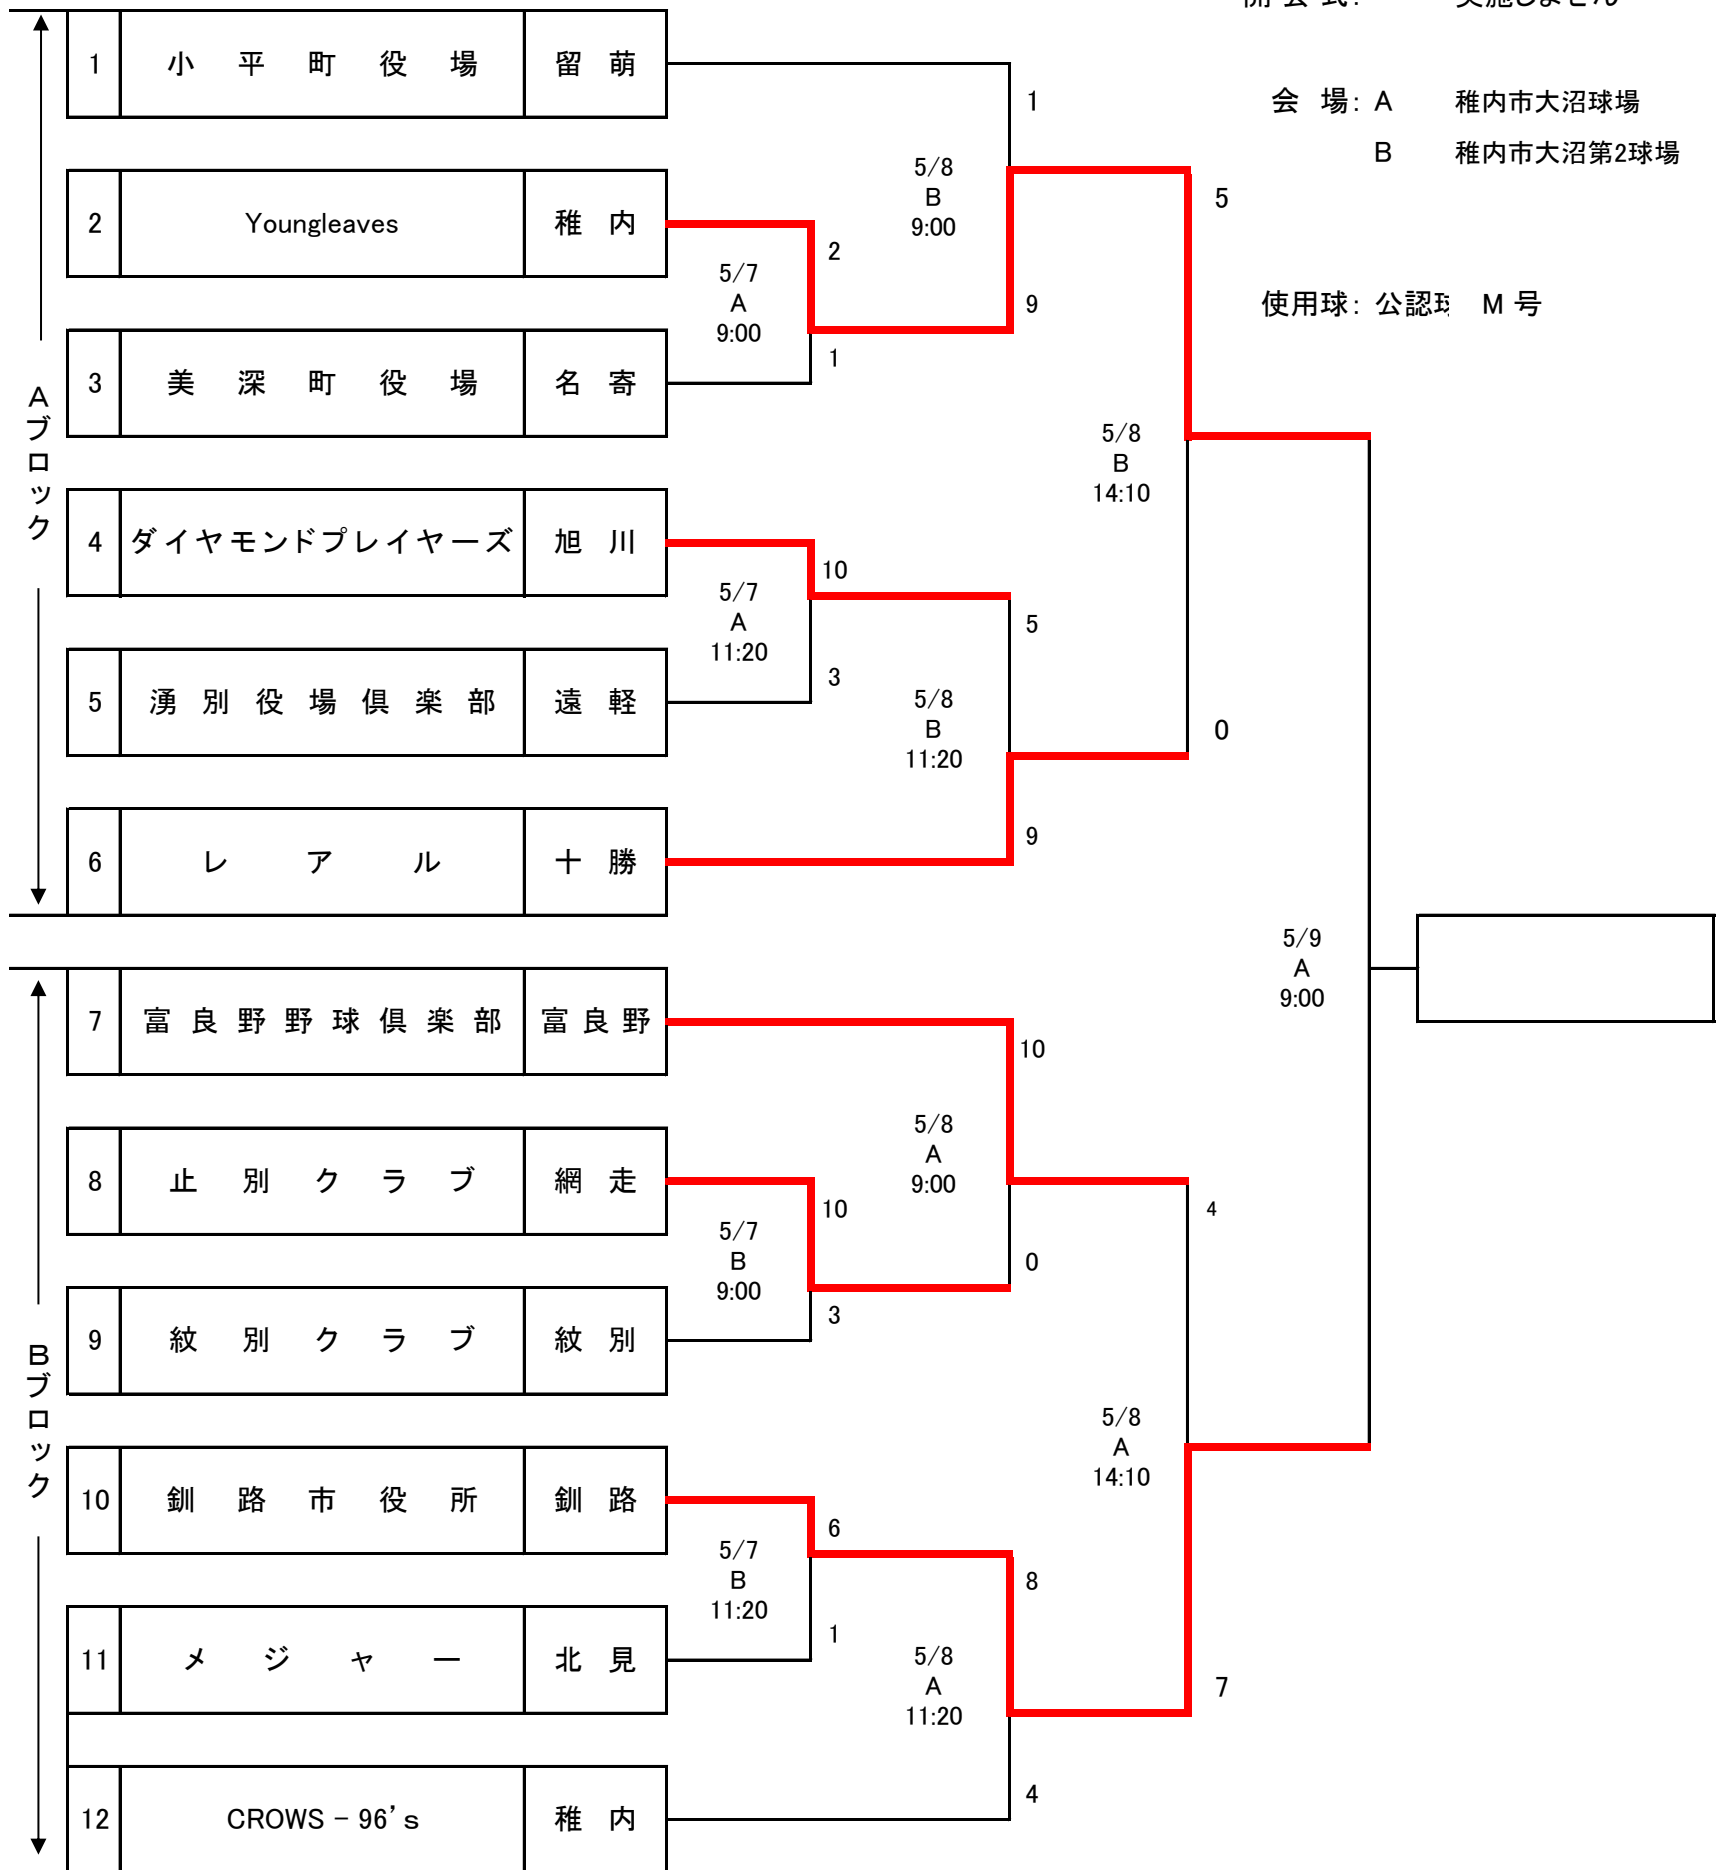 開 会 式： 実施しません
会 場： A 稚内市大沼球場
B 稚内市大沼第2球場
使用球： 公認球 M 号
Aブロック
1 小平町役場 留萌
2 Youngleaves 稚内
3 美深町役場 名寄
4 ダイヤモンドプレイヤーズ 旭川
5 湧別役場倶楽部 遠軽
6 レアル 十勝
Bブロック
7 富良野野球倶楽部 富良野
8 止別クラブ 網走
9 紋別クラブ 紋別
10 釧路市役所 釧路
11 メジャー 北見
12 CROWS－96’s 稚内
2
5/7
A
9:00
1
10
5/7
A
11:20
3
10
5/7
B
9:00
3
6
5/7
B
11:20
1
1
5/8
B
9:00
9
5
5/8
B
11:20
9
10
5/8
A
9:00
0
8
5/8
A
11:20
4
5
5/8
B
14:10
0
4
5/8
A
14:10
7
5/9
A
9:00